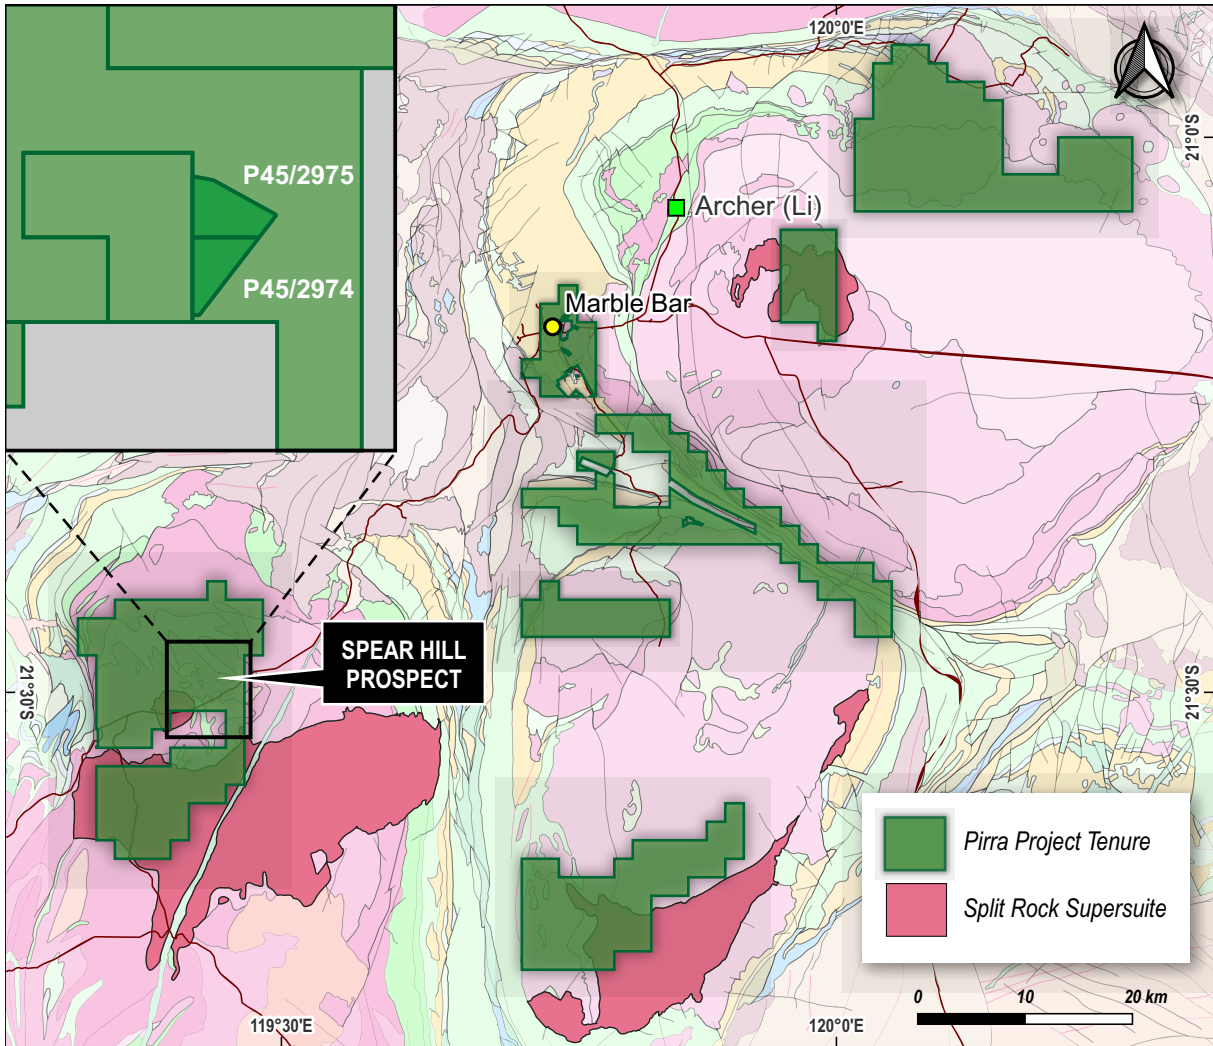 120°0'E
21°0'S
P45/2975
P45/2974
Archer (Li)
Marble Bar
SPEAR HILL
PROSPECT
21°30'S
21°30'S
Pirra Project Tenure
Split Rock Supersuite
0 10 20 km
119°30'E
120°0'E